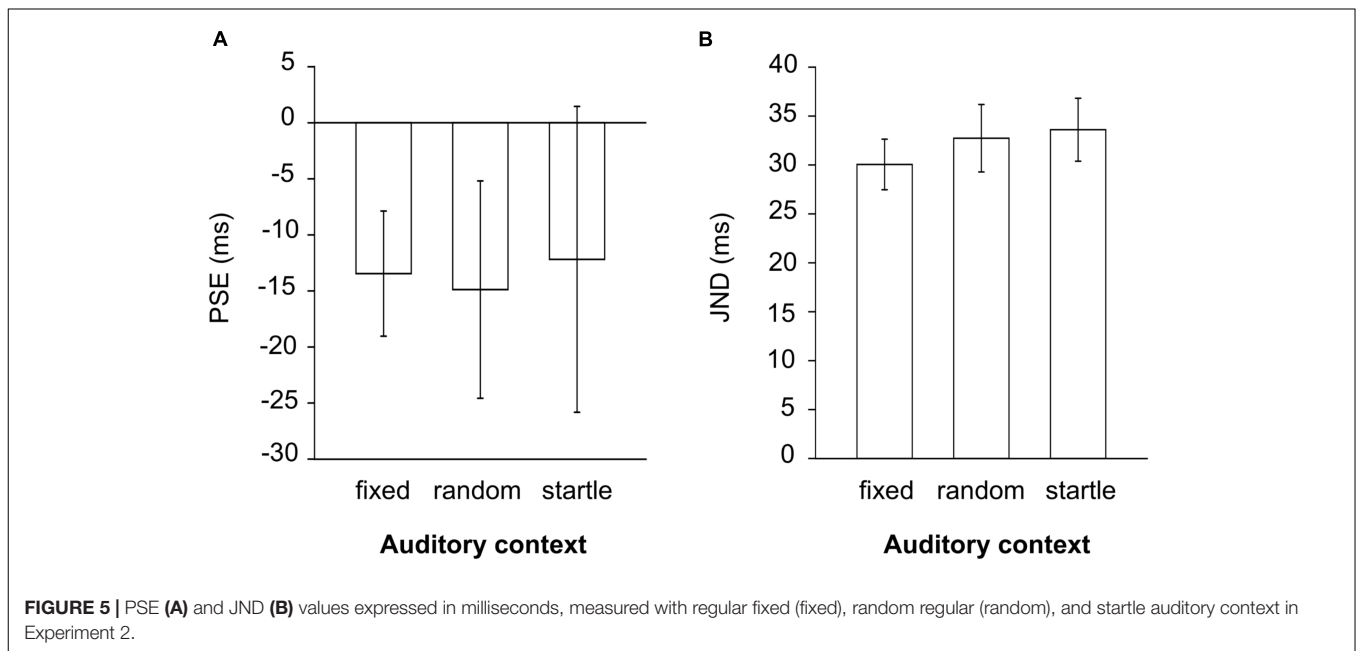 A
5
0
-5
-10
-15
-20
-25
-30
PSE (ms)
fixed random startle
Auditory context
B
40
35
30
25
20
15
10
5
0
JND (ms)
fixed random startle
Auditory context
FIGURE 5 | PSE (A) and JND (B) values expressed in milliseconds, measured with regular fixed (fixed), random regular (random), and startle auditory context in
Experiment 2.